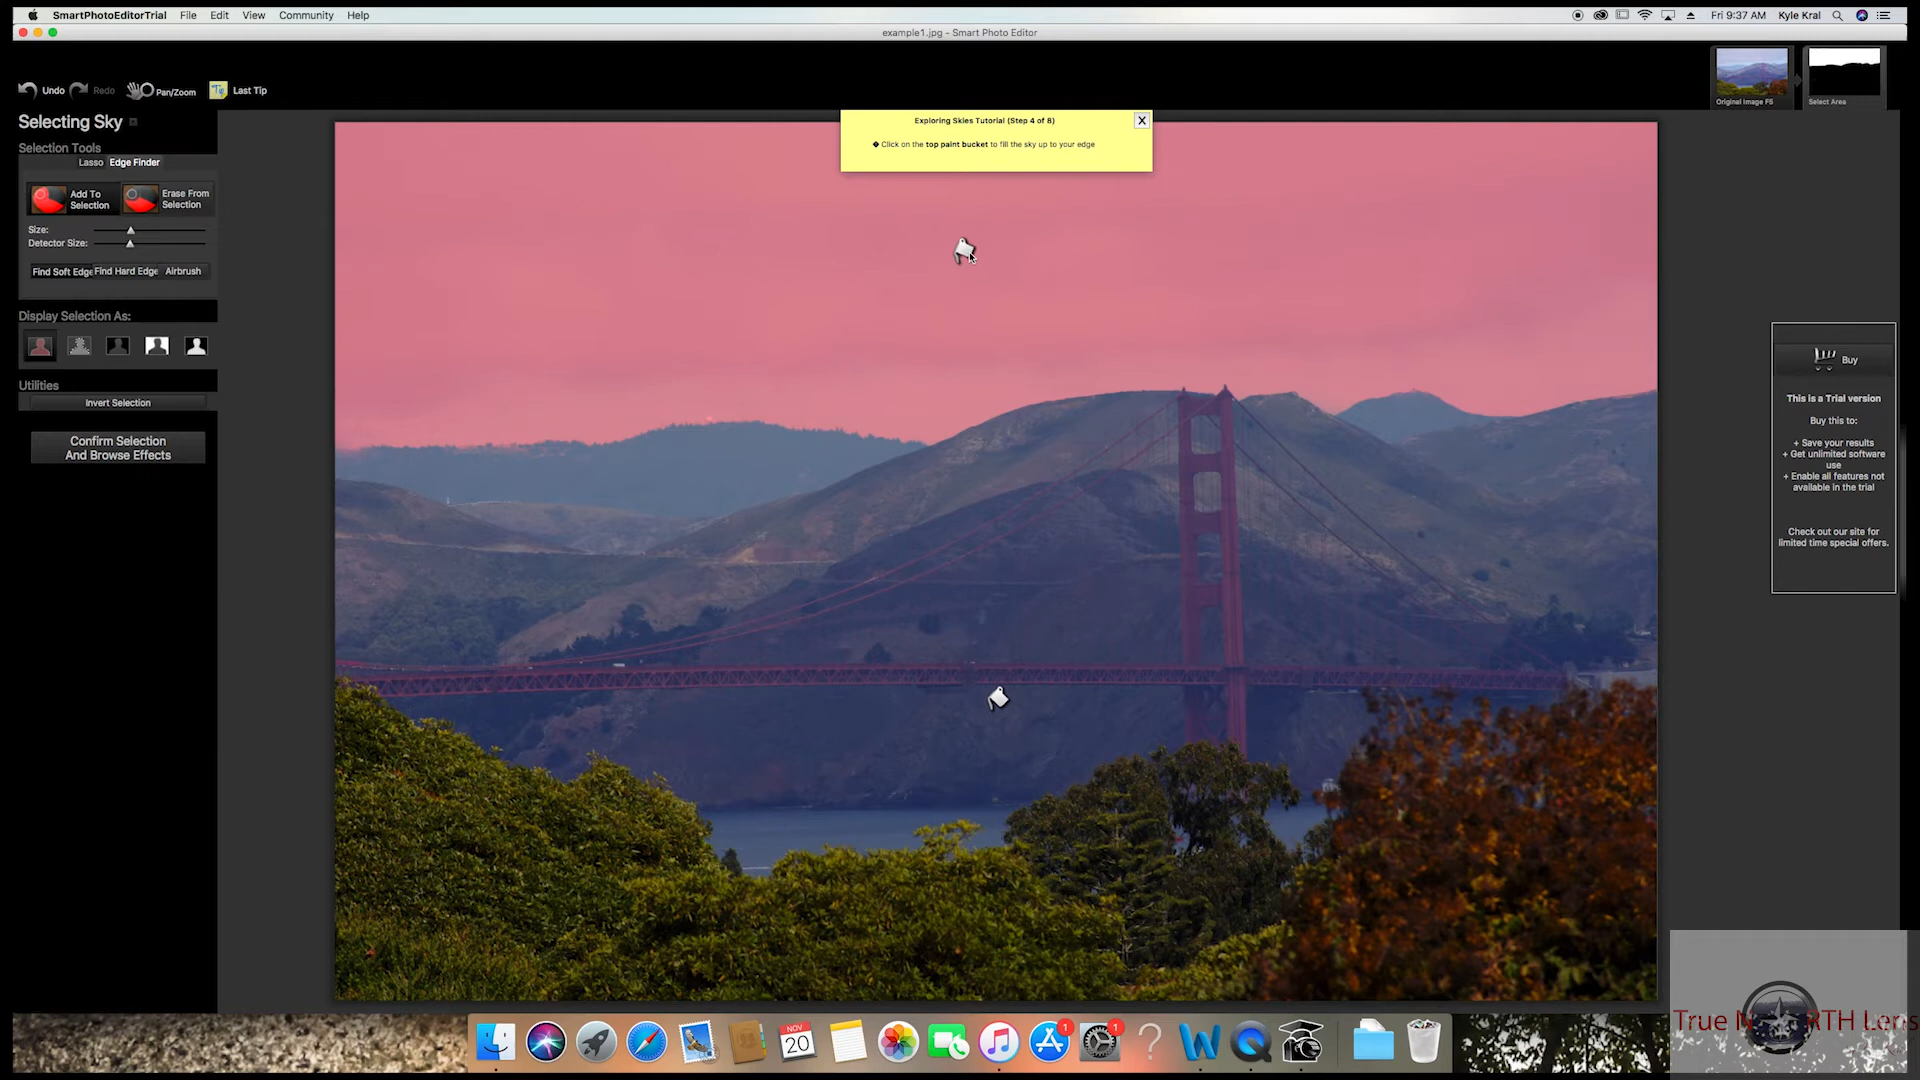 SmartPhotoEditorTrial File Edit View Community Help
Fri 9:37 AM Kyle Kral
example1.jpg - Smart Photo Editor
Undo Redo Pan/Zoom Tip Last Tip
Original Image F5
Select Area
Selecting Sky
Selection Tools
Lasso Edge Finder
Add To Selection
Erase From Selection
Size:
Detector Size:
Find Soft Edge Find Hard Edge Airbrush
Display Selection As:
Utilities
Invert Selection
Confirm Selection
And Browse Effects
Exploring Skies Tutorial (Step 4 of 8)
X
Click on the top paint bucket to fill the sky up to your edge
Buy
This is a Trial version
Buy this to:
+ Save your results
+ Get unlimited software
use
+ Enable all features not
available in the trial
Check out our site for
limited time special offers.
NOV
20
1
1
?
W
True N RTH Lens